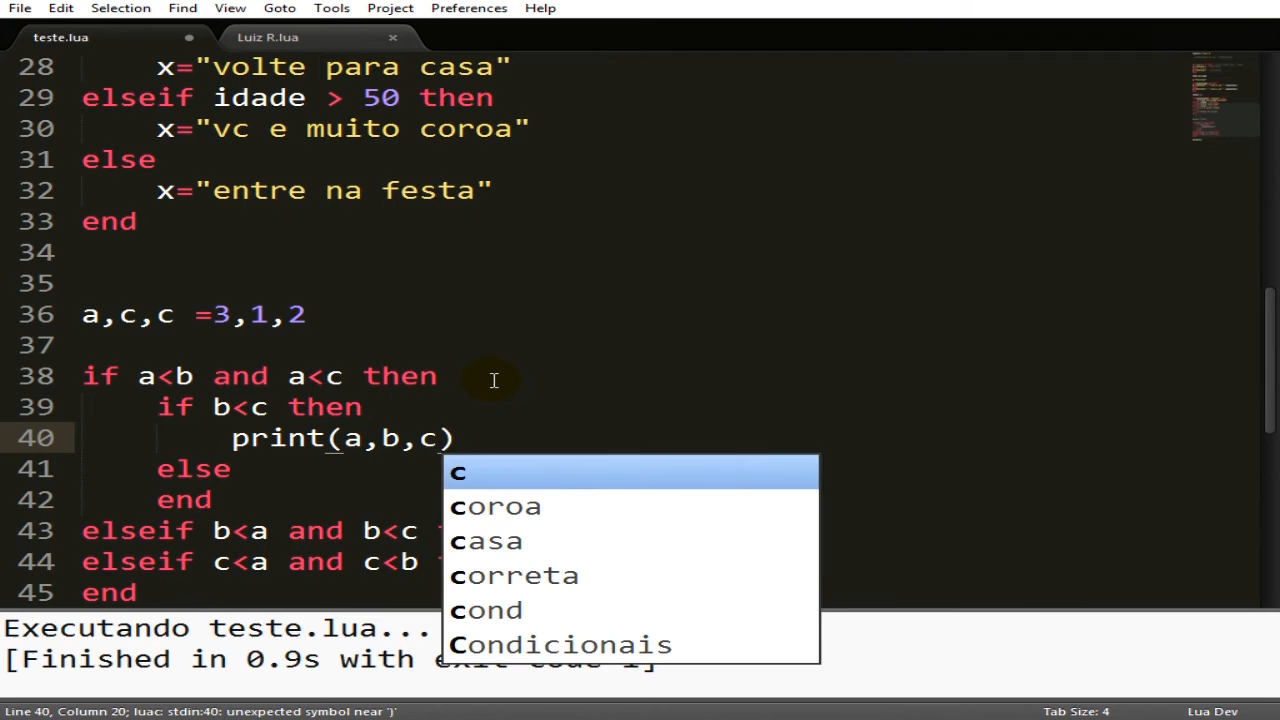 File Edit Selection Find View Goto Tools Project Preferences Help
teste.lua Luiz R.lua
28 x="volte para casa"
29 elseif idade > 50 then
30 x="vc e muito coroa"
31 else
32 x="entre na festa"
33 end
34
35
36 a,c,c =3,1,2
37
38 if a<b and a<c then
39 if b<c then
40 print(a,b,c)
41 else
42 end
43 elseif b<a and b<c
44 elseif c<a and c<b
45 end
c
coroa
casa
correta
cond
Condicionais
Executando teste.lua...
[Finished in 0.9s with exit code 1]
Line 40, Column 20; luac: stdin:40: unexpected symbol near ')' Tab Size: 4 Lua Dev